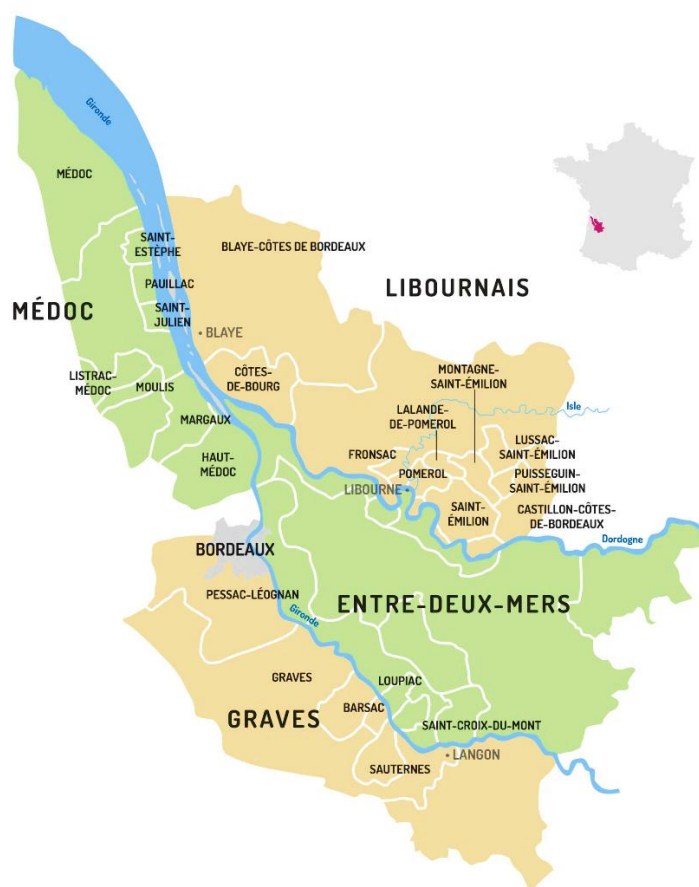 Gironde
MÉDOC
SAINT-
ESTÈPHE
BLAYE-CÔTES DE BORDEAUX
PAUILLAC
LIBOURNAIS
MÉDOC
SAINT-
JULIEN
• BLAYE
LISTRAC-
MÉDOC
MOULIS
CÔTES-
DE-BOURG
MONTAGNE-
SAINT-ÉMILION
MARGAUX
LALANDE-
DE-POMEROL
Isle
HAUT-
MÉDOC
FRONSAC
POMEROL
LUSSAC-
SAINT-ÉMILION
LIBOURNE •
PUISSEGUIN-
SAINT-ÉMILION
SAINT-
ÉMILION
CASTILLON-CÔTES-
DE-BORDEAUX
Dordogne
BORDEAUX
PESSAC-LÉOGNAN
ENTRE-DEUX-MERS
Gironde
GRAVES
LOUPIAC
GRAVES
BARSAC
SAINT-CROIX-DU-MONT
• LANGON
SAUTERNES